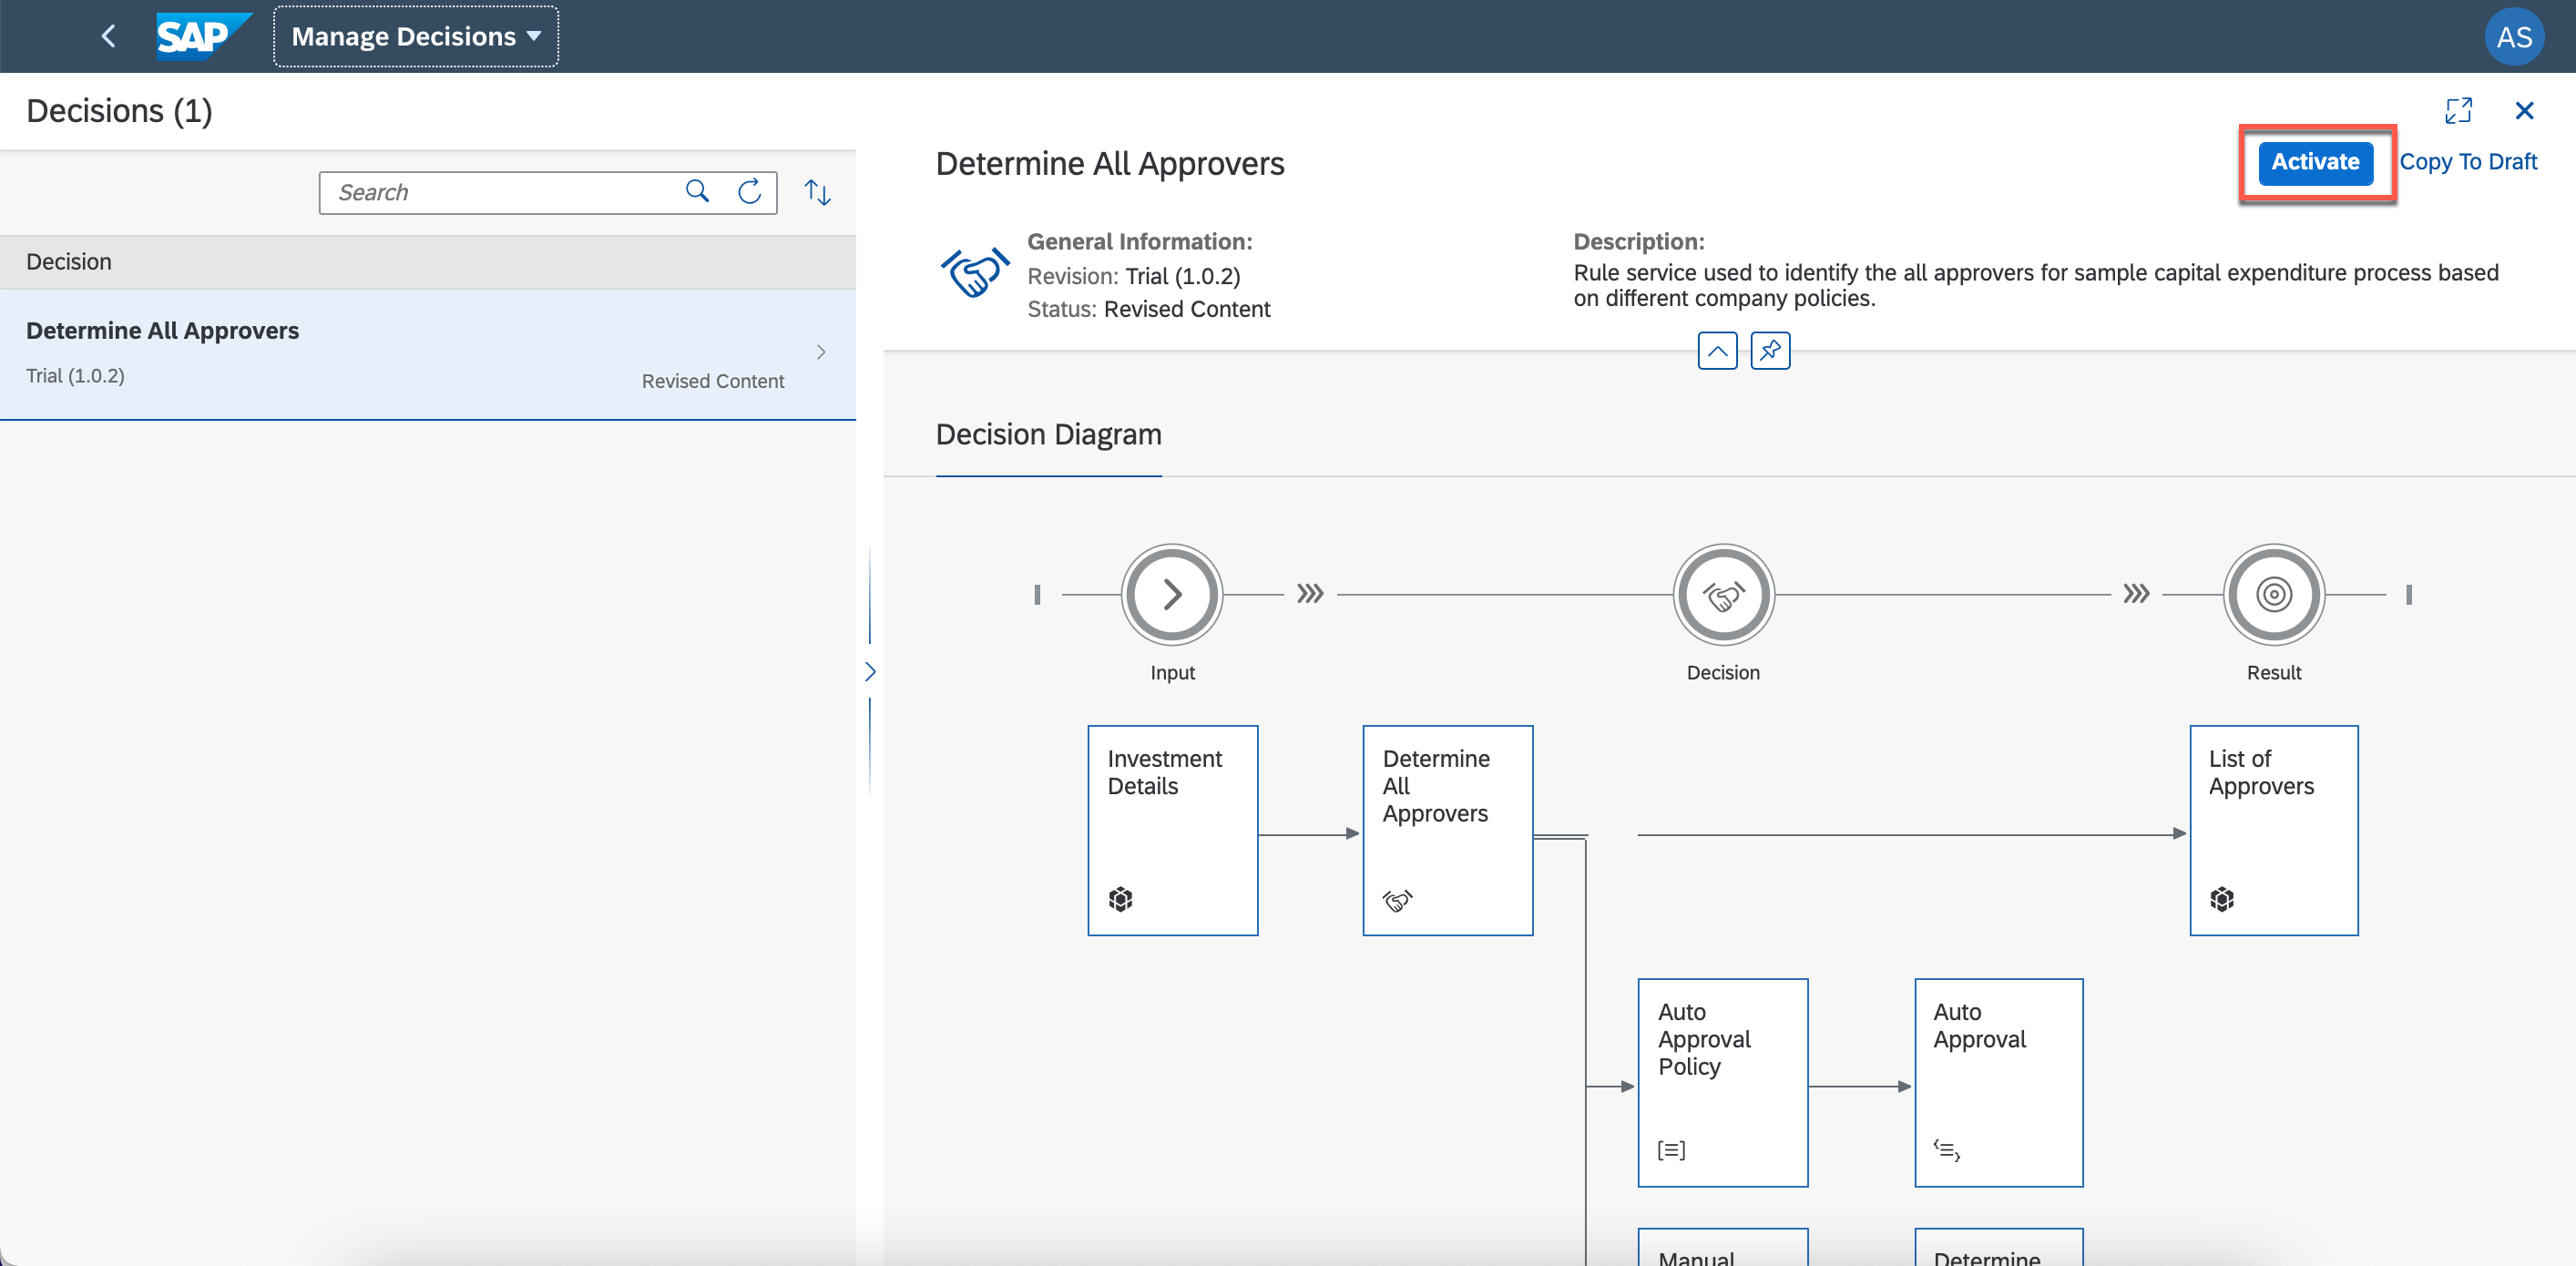 SAP
Manage Decisions
AS
Decisions (1)
Search
Decision
Determine All Approvers
Trial (1.0.2)
Revised Content
Determine All Approvers
Activate
Copy To Draft
General Information:
Revision: Trial (1.0.2)
Status: Revised Content
Description:
Rule service used to identify the all approvers for sample capital expenditure process based
on different company policies.
Decision Diagram
Input
Decision
Result
Investment
Details
Determine
All
Approvers
List of
Approvers
Auto
Approval
Policy
Auto
Approval
Manual
Determine